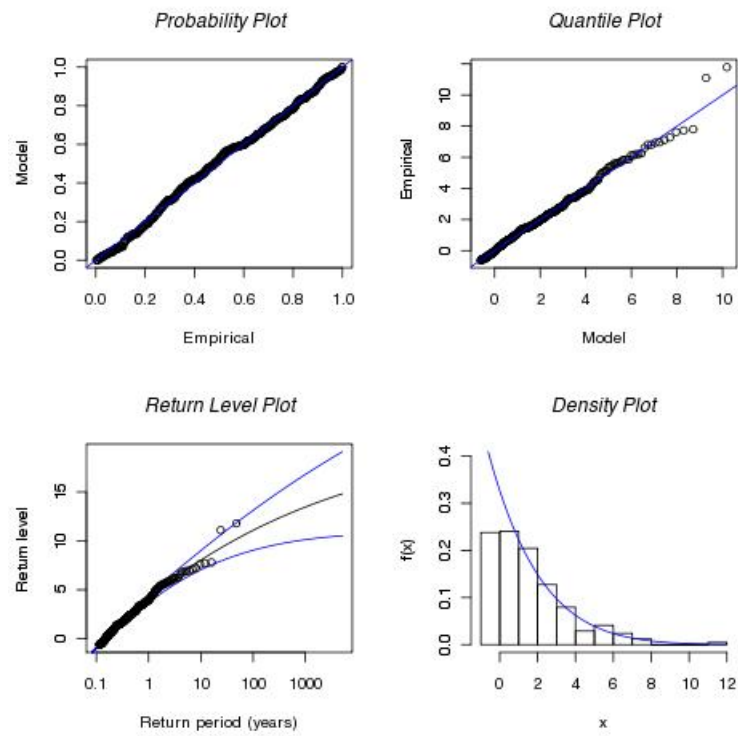 Probability Plot
Model
0.0 0.2 0.4 0.6 0.8 1.0
0.0 0.2 0.4 0.6 0.8 1.0
Empirical
Quantile Plot
Empirical
0 2 4 6 8 10
0 2 4 6 8 10
Model
Return Level Plot
Return level
0 5 10 15
0.1 1 10 100 1000
Return period (years)
Density Plot
f(x)
0.0 0.1 0.2 0.3 0.4
0 2 4 6 8 10 12
x